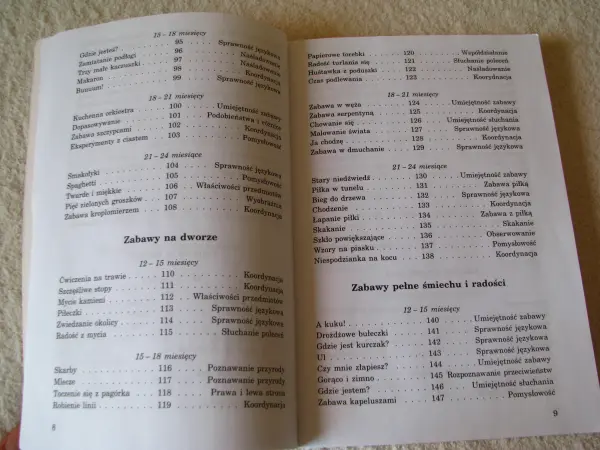 15 – 18 miesięcy
Gdzie jesteś? . . . . 95 . . . . Sprawność językowa
Zamiatanie podłogi . . . . 96 . . . . Naśladowanie
Trzy małe kaczuszki . . . . 97 . . . . Naśladowanie
Makaron . . . . 98 . . . . Koordynacja
Buzuum! . . . . 99 . . . . Sprawność językowa
18 – 21 miesięcy
Kuchenna orkiestra . . . . 100 . . . . Umiejętność zabawy
Dopasowywanie . . . . 101 . . . . Podobieństwa i różnice
Zabawa szczypcami . . . . 102 . . . . Koordynacja
Eksperymenty z ciastem . . . . 103 . . . . Pomysłowość
21 – 24 miesiące
Smakołyki . . . . 104 . . . . Sprawność językowa
Spaghetti . . . . 105 . . . . Pomysłowość
Twarde i miękkie . . . . 106 . . . . Właściwości przedmiotów
Pięć zielonych groszków . . . . 107 . . . . Wyobraźnia
Zabawa kroplomierzem . . . . 108 . . . . Koordynacja
Zabawy na dworze
12 – 15 miesięcy
Ćwiczenia na trawie . . . . 110 . . . . Koordynacja
Szczęśliwe stopy . . . . 111 . . . . Koordynacja
Mycie kamieni . . . . 112 . . . . Właściwości przedmiotów
Piłeczki . . . . 113 . . . . Sprawność językowa
Zwiedzanie okolicy . . . . 114 . . . . Sprawność językowa
Radość z mycia . . . . 115 . . . . Słuchanie poleceń
15 – 18 miesięcy
Skarby . . . . 116 . . . . Poznawanie przyrody
Mlecze . . . . 117 . . . . Poznawanie przyrody
Toczenie się z pagórka . . . . 118 . . . . Prawa i lewa strona
Robienie linii . . . . 119 . . . . Koordynacja
8
Papierowe torebki . . . . 120 . . . . Współdziałanie
Radość turlania się . . . . 121 . . . . Słuchanie poleceń
Huśtawka z poduszki . . . . 122 . . . . Naśladowanie
Czas podlewania . . . . 123 . . . . Koordynacja
18 – 21 miesięcy
Zabawa w węża . . . . 124 . . . . Umiejętność zabawy
Zabawa serpentyną . . . . 125 . . . . Koordynacja
Chowanie się . . . . 126 . . . . Umiejętność słuchania
Malowanie świata . . . . 127 . . . . Sprawność językowa
Ja chodzę . . . . 128 . . . . Koordynacja
Zabawa w dmuchanie . . . . 129 . . . . Sprawność językowa
21 – 24 miesiące
Stary niedźwiedź . . . . 130 . . . . Umiejętność zabawy
Piłka w tunelu . . . . 131 . . . . Zabawa piłką
Bieg do drzewa . . . . 132 . . . . Sprawność językowa
Chodzenie . . . . 133 . . . . Koordynacja
Łapanie piłki . . . . 134 . . . . Zabawa z piłką
Skakanie . . . . 135 . . . . Skakanie
Szkło powiększające . . . . 136 . . . . Obserwowanie
Wzory na piasku . . . . 137 . . . . Pomysłowość
Niespodzianka na kocu . . . . 138 . . . . Koordynacja
Zabawy pełne śmiechu i radości
12 – 15 miesięcy
A kuku! . . . . 140 . . . . Umiejętność zabawy
Drożdżowe bułeczki . . . . 141 . . . . Sprawność językowa
Gdzie jest kurczak? . . . . 142 . . . . Sprawność językowa
Ul . . . . 143 . . . . Sprawność językowa
Czy mnie złapiesz? . . . . 144 . . . . Umiejętność zabawy
Gorąco i zimno . . . . 145 Rozpoznawanie przeciwieństw
Gdzie jestem? . . . . 146 . . . . Umiejętność słuchania
Zabawa kapeluszami . . . . 147 . . . . Pomysłowość
9